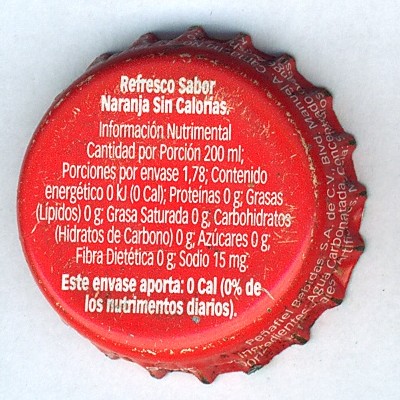 Refresco Sabor
Naranja Sin Calorías.
Información Nutrimental
Cantidad por Porción 200 ml;
Porciones por envase 1,78; Contenido
energético 0 kJ (0 Cal); Proteínas 0 g; Grasas
(Lípidos) 0 g; Grasa Saturada 0 g; Carbohidratos
(Hidratos de Carbono) 0 g; Azúcares 0 g
Fibra Dietética 0 g; Sodio 15 mg.
Este envase aporta: 0 Cal (0% de
los nutrimentos diarios).
Peñafiel Bebidas, S.A. de C.V., Blvd. Manuel
Agua Carbonatada,